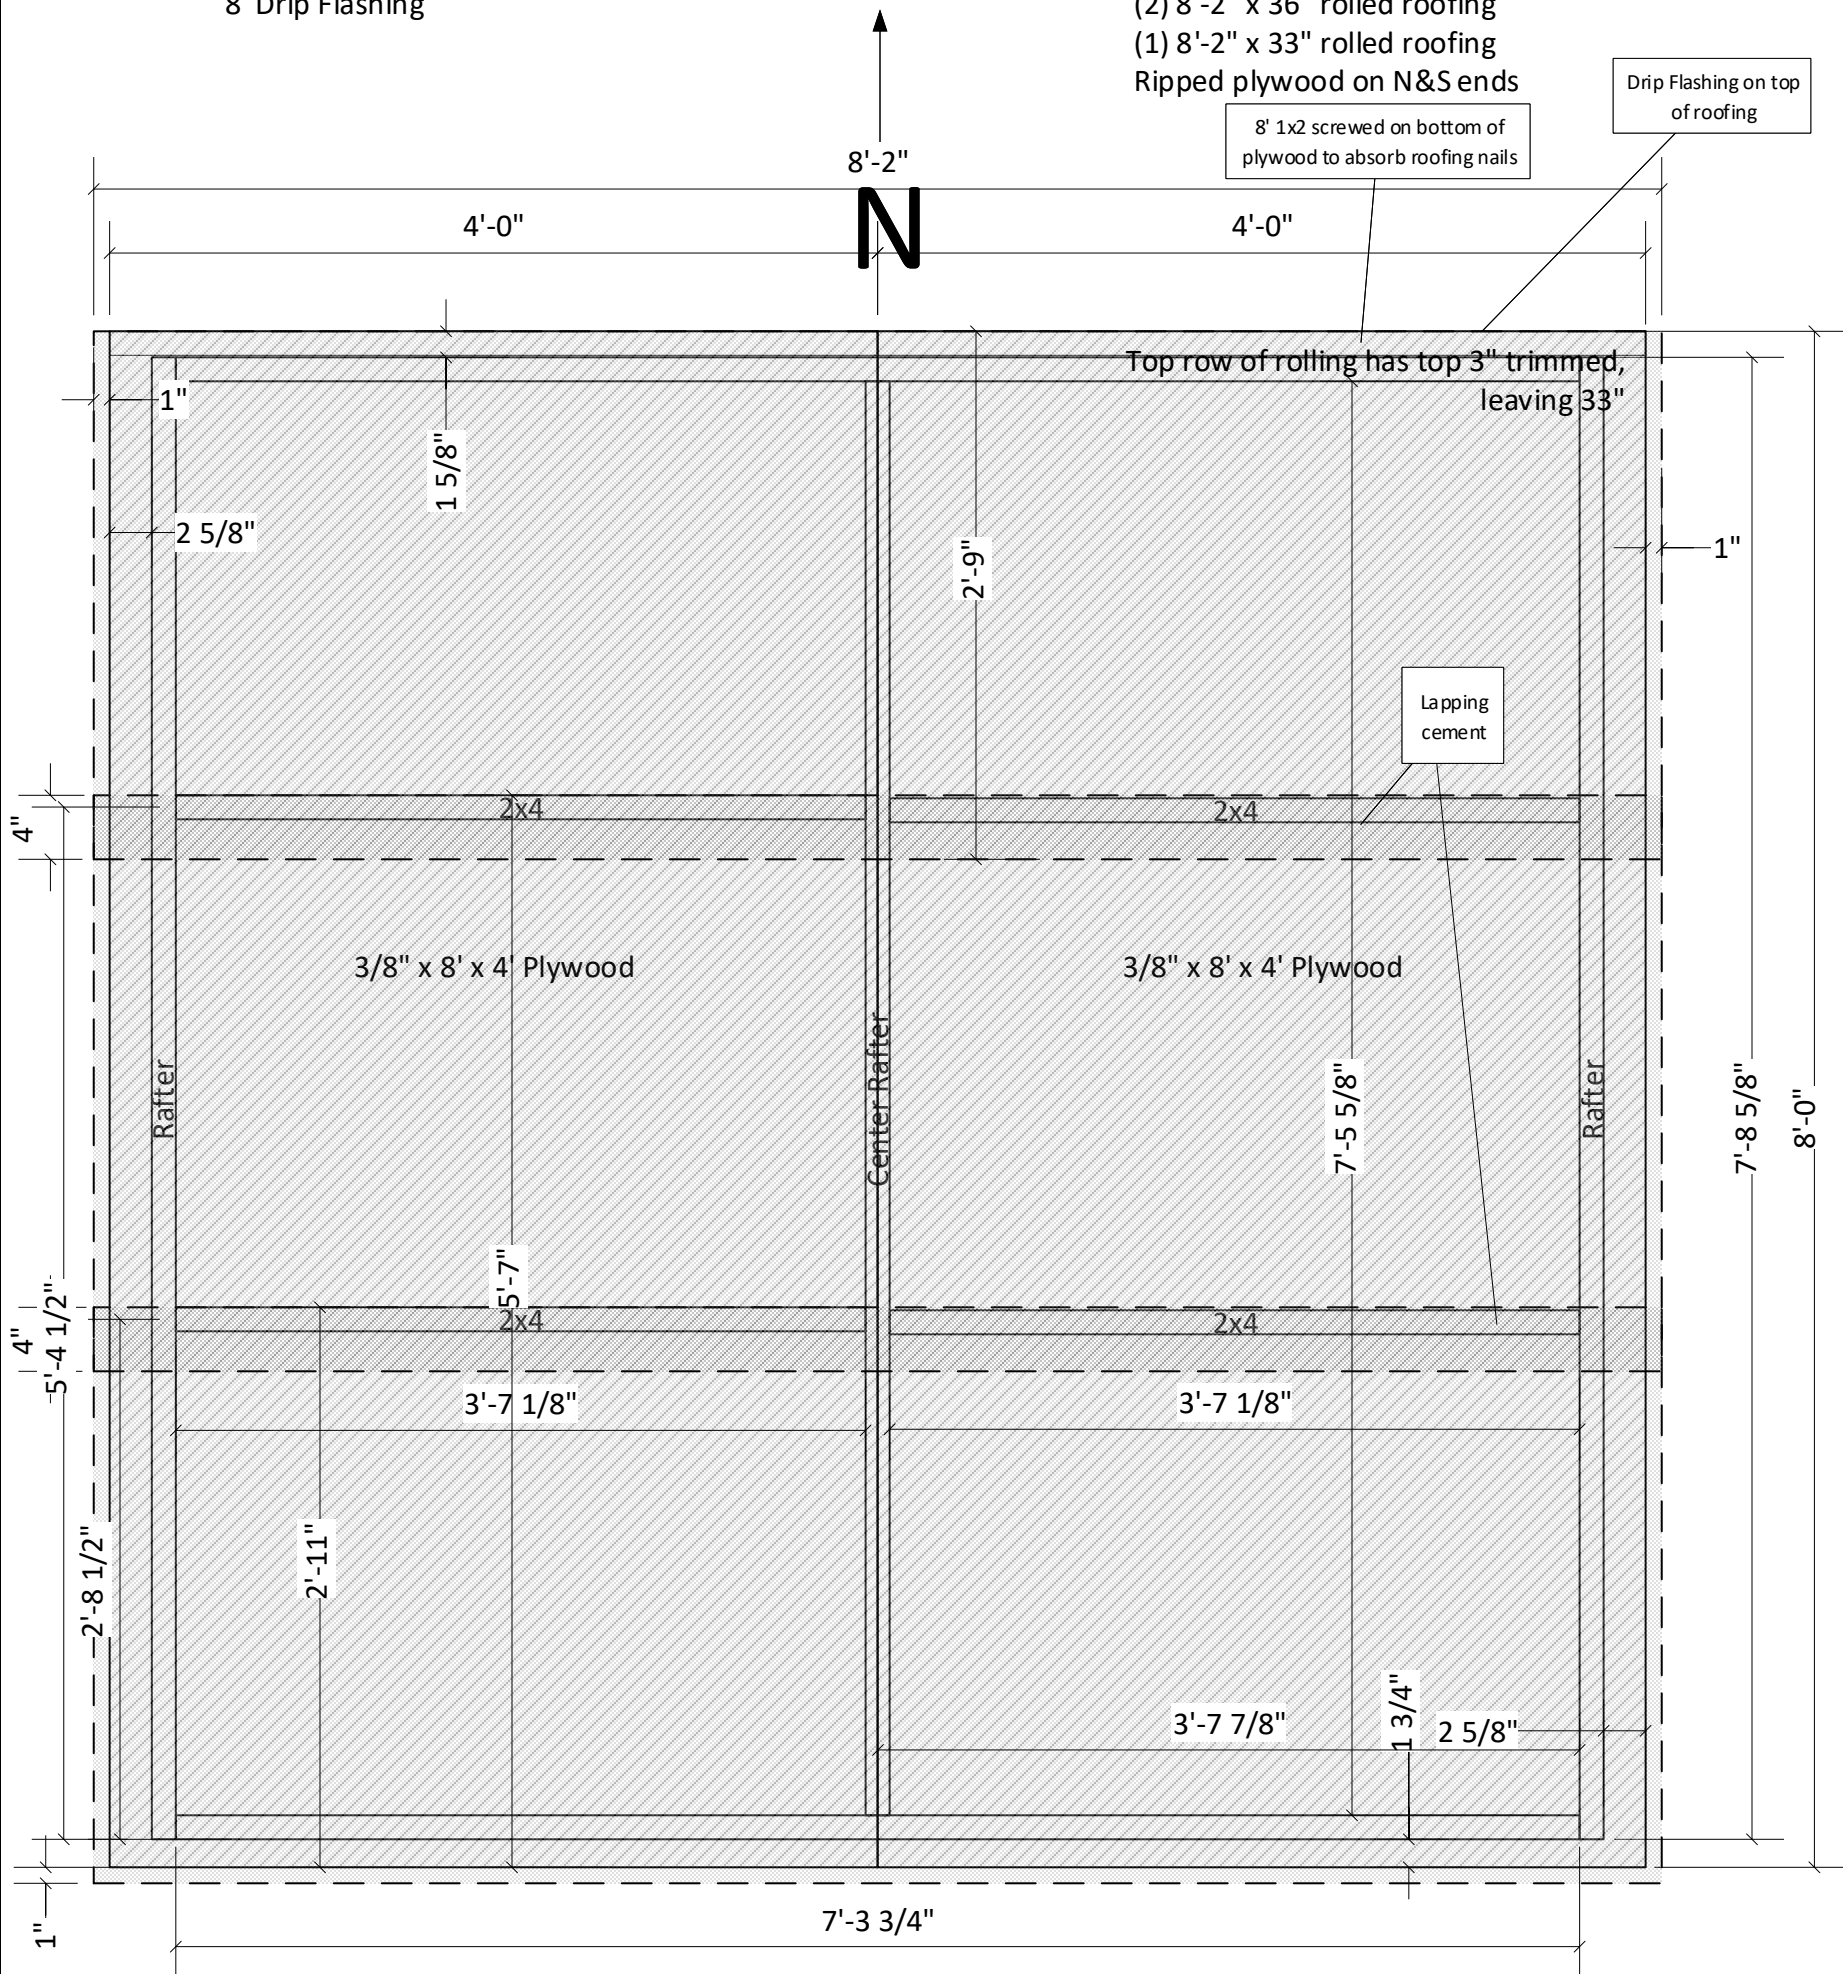 8' Drip Flashing
(2) 8'-2" x 36" rolled roofing
(1) 8'-2" x 33" rolled roofing
Ripped plywood on N&S ends
Drip Flashing on top
of roofing
8' 1x2 screwed on bottom of
plywood to absorb roofing nails
8'-2"
N
4'-0"
4'-0"
Top row of rolling has top 3" trimmed,
leaving 33"
1"
1 5/8"
2 5/8"
2'-9"
1"
Lapping
cement
4"
2x4
2x4
3/8" x 8' x 4' Plywood
3/8" x 8' x 4' Plywood
Rafter
Center Rafter
Rafter
7'-5 5/8"
7'-8 5/8"
8'-0"
5'-7"
4"
5'-4 1/2"
2x4
2x4
3'-7 1/8"
3'-7 1/8"
2'-8 1/2"
2'-11"
3'-7 7/8"
1 3/4"
2 5/8"
1"
7'-3 3/4"